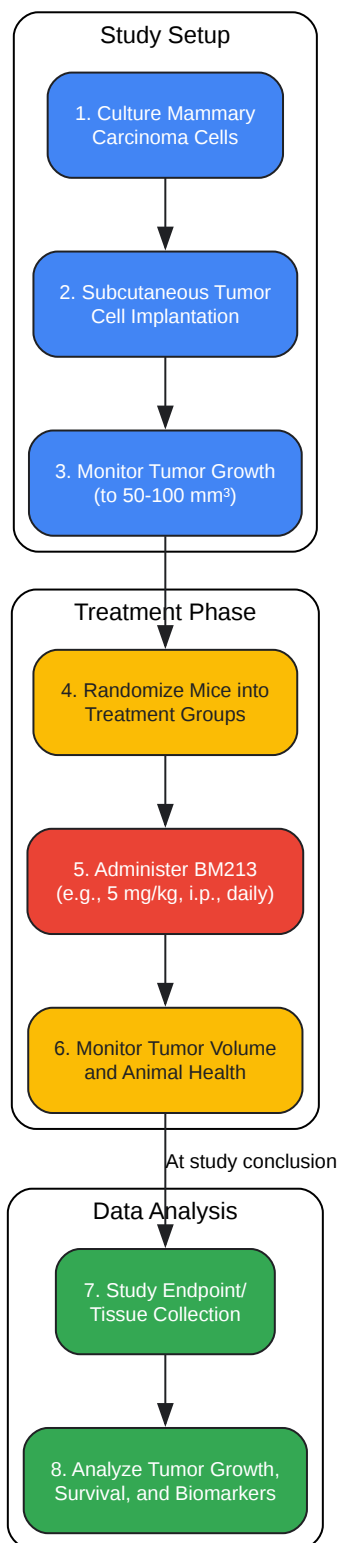 Study Setup
1. Culture Mammary
Carcinoma Cells
2. Subcutaneous Tumor
Cell Implantation
3. Monitor Tumor Growth
(to 50-100 mm³)
Treatment Phase
4. Randomize Mice into
Treatment Groups
5. Administer BM213
(e.g., 5 mg/kg, i.p., daily)
6. Monitor Tumor Volume
and Animal Health
At study conclusion
Data Analysis
7. Study Endpoint/
Tissue Collection
8. Analyze Tumor Growth,
Survival, and Biomarkers